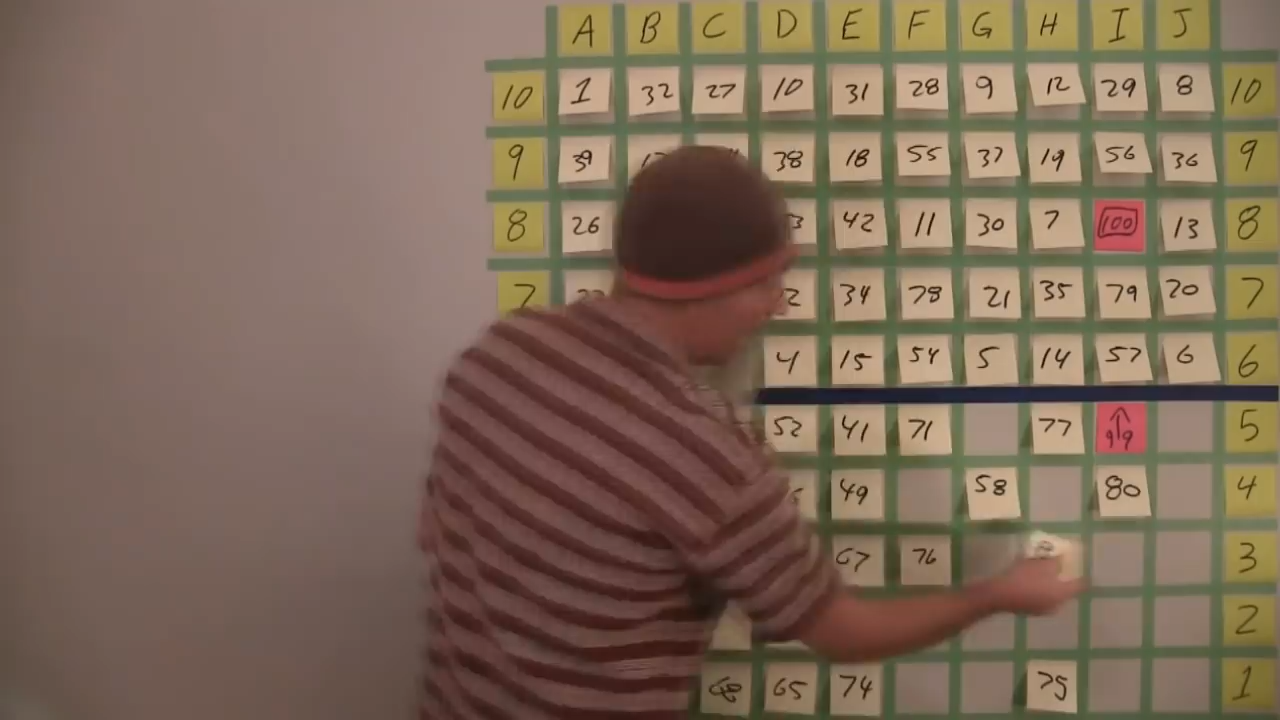 A B C D E F G H I J
10 1 32 27 10 31 28 9 12 29 8 10
9 39 38 18 55 37 19 56 36 9
8 26 42 11 30 7 100 13 8
7 34 78 21 35 79 20 7
4 15 54 5 14 57 6 6
52 41 71 77 99 5
49 58 80 4
67 76 3
2
68 65 74 75 1